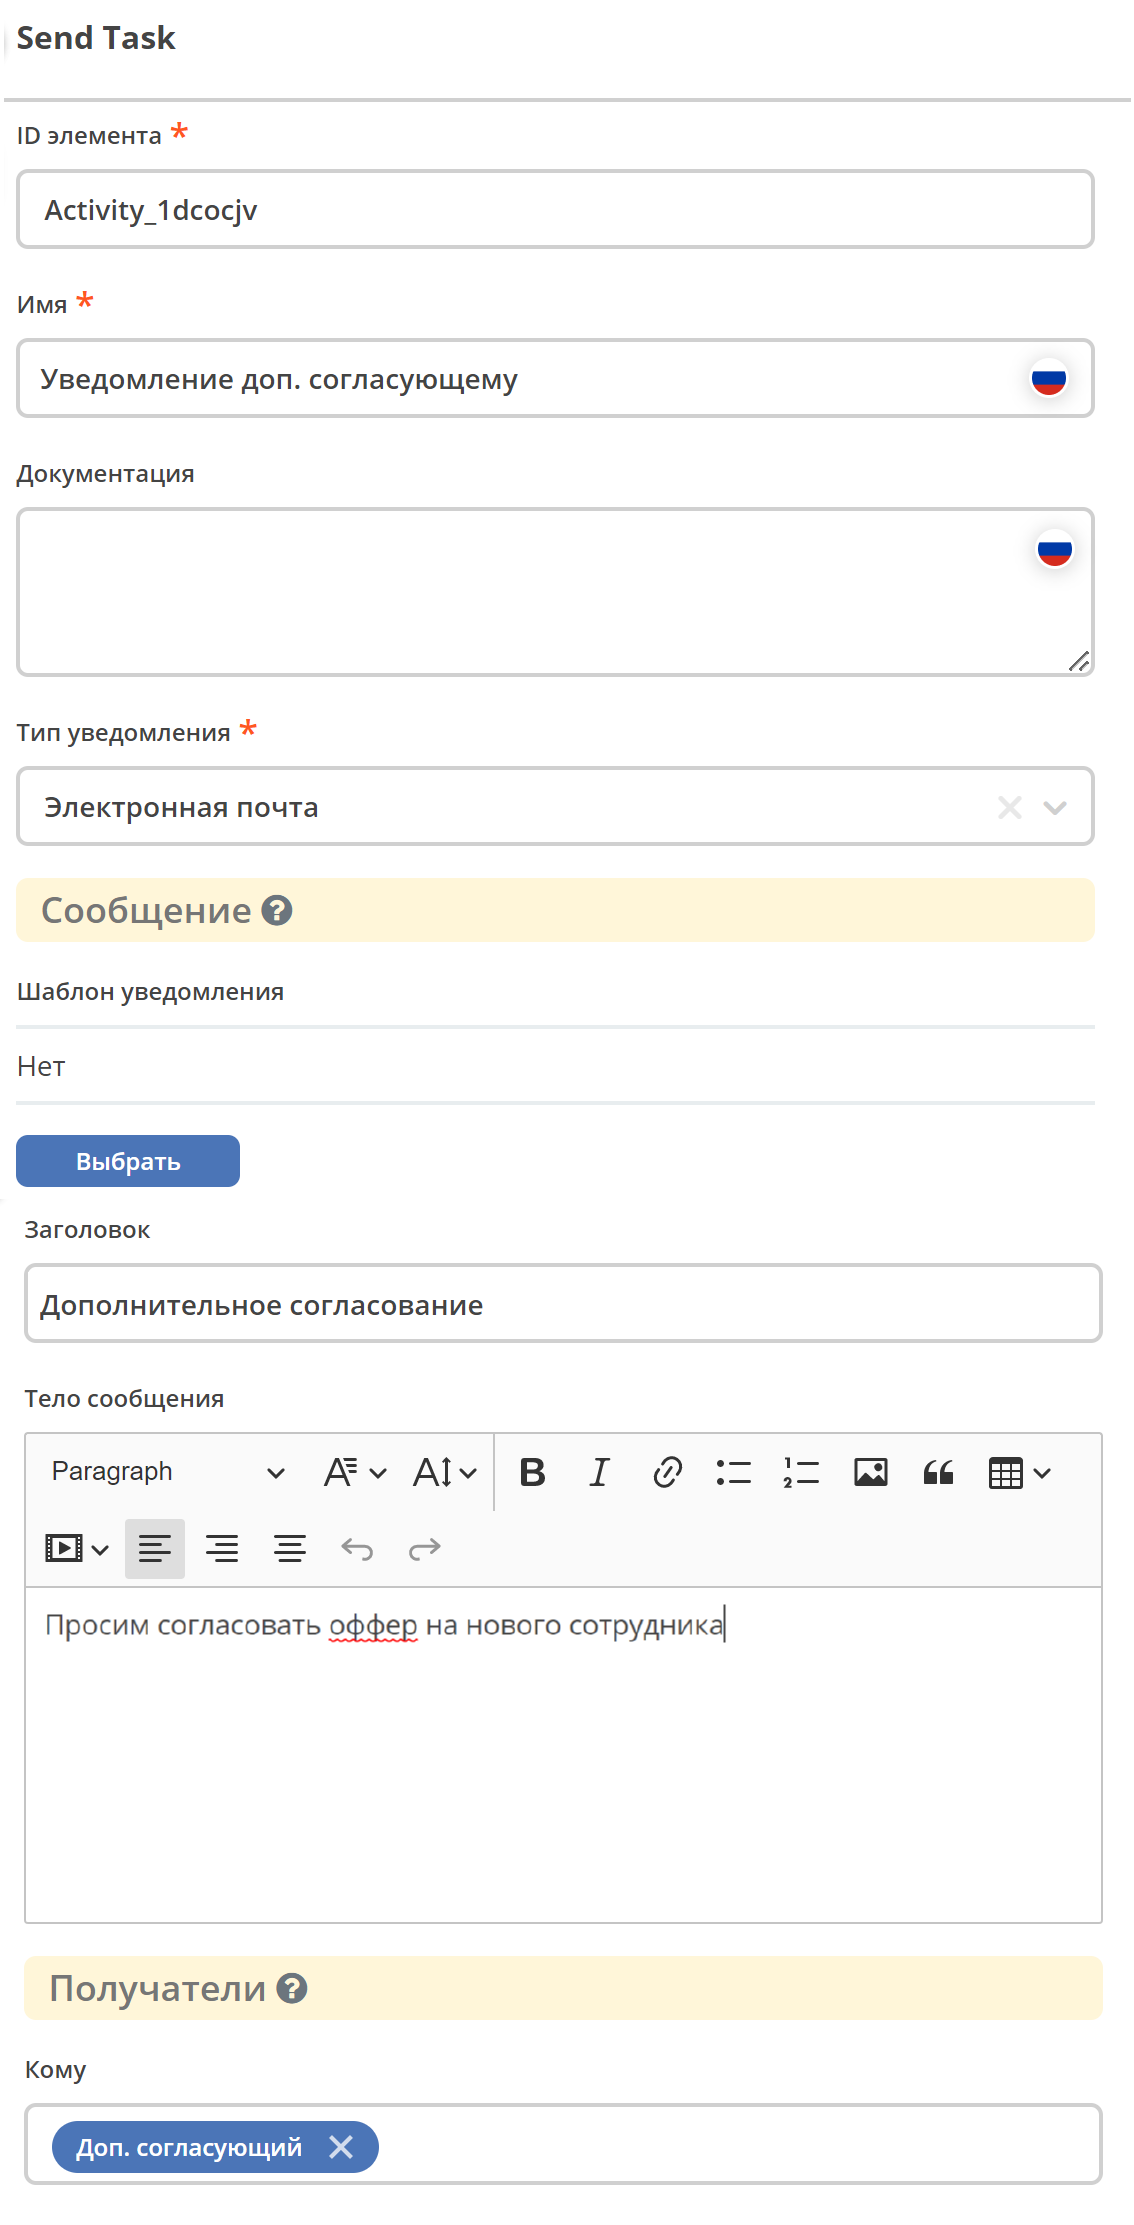 Send Task
ID элемента *
Activity_1dcocjv
Имя *
Уведомление доп. согласующему
Документация
Тип уведомления *
Электронная почта
Сообщение ?
Шаблон уведомления
Нет
Выбрать
Заголовок
Дополнительное согласование
Тело сообщения
Paragraph
Просим согласовать оффер на нового сотрудника
Получатели ?
Кому
Доп. согласующий